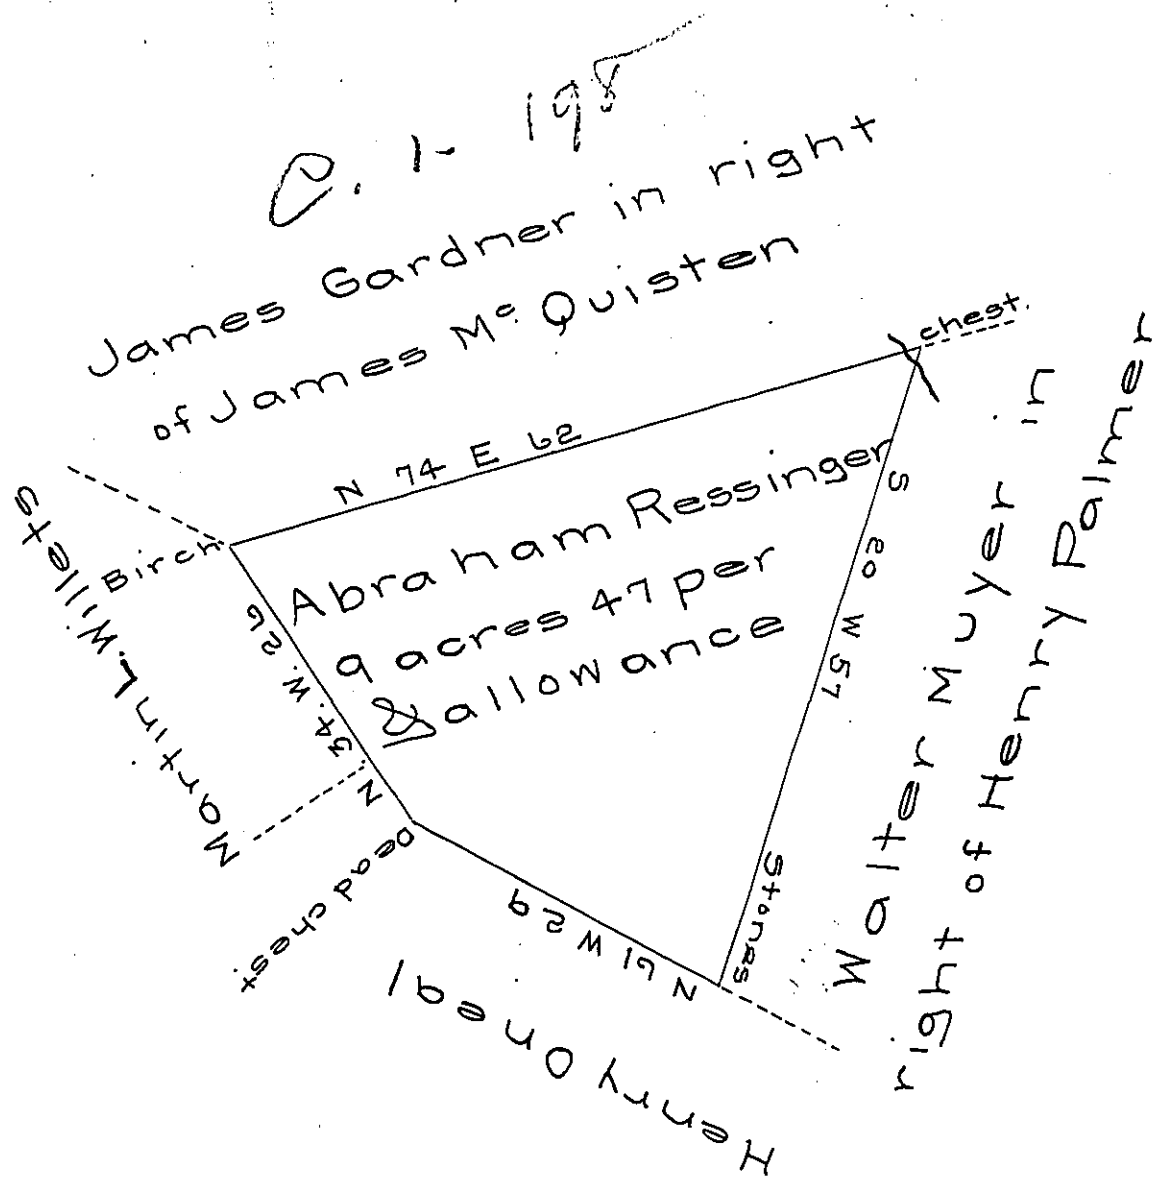 C. 1- 198
James Gardner in right
of James Mc Quisten
chest.
N 74 E 62
Birch
Abraham Ressinger
9 acres 47 per
& allowance
S 20 W 57
Stones
Walter Muyer in
right of Henry Palmer
Martin L. Willets
N 34. W. 26
Dead chest
N 61 W 29
Henry Oneal